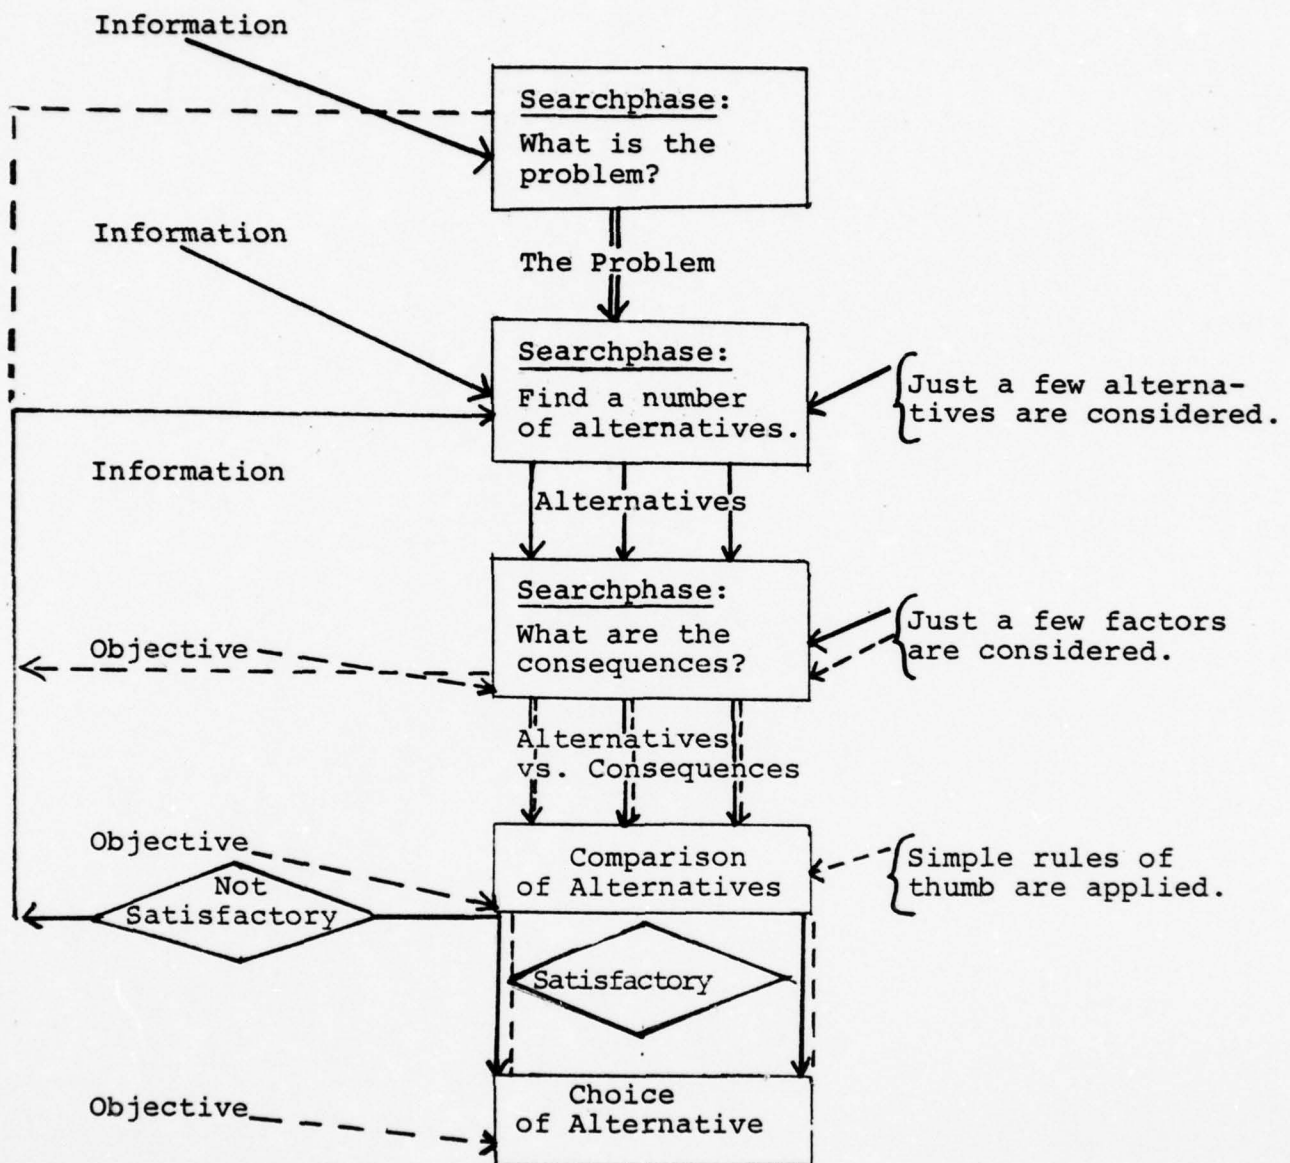 Information
Searchphase:
What is the
problem?
Information
The Problem
Searchphase:
Find a number
of alternatives.
Just a few alterna-
tives are considered.
Information
Alternatives
Searchphase:
What are the
consequences?
Just a few factors
are considered.
Objective
Alternatives
vs. Consequences
Objective
Comparison
of Alternatives
Simple rules of
thumb are applied.
Not
Satisfactory
Satisfactory
Choice
of Alternative
Objective